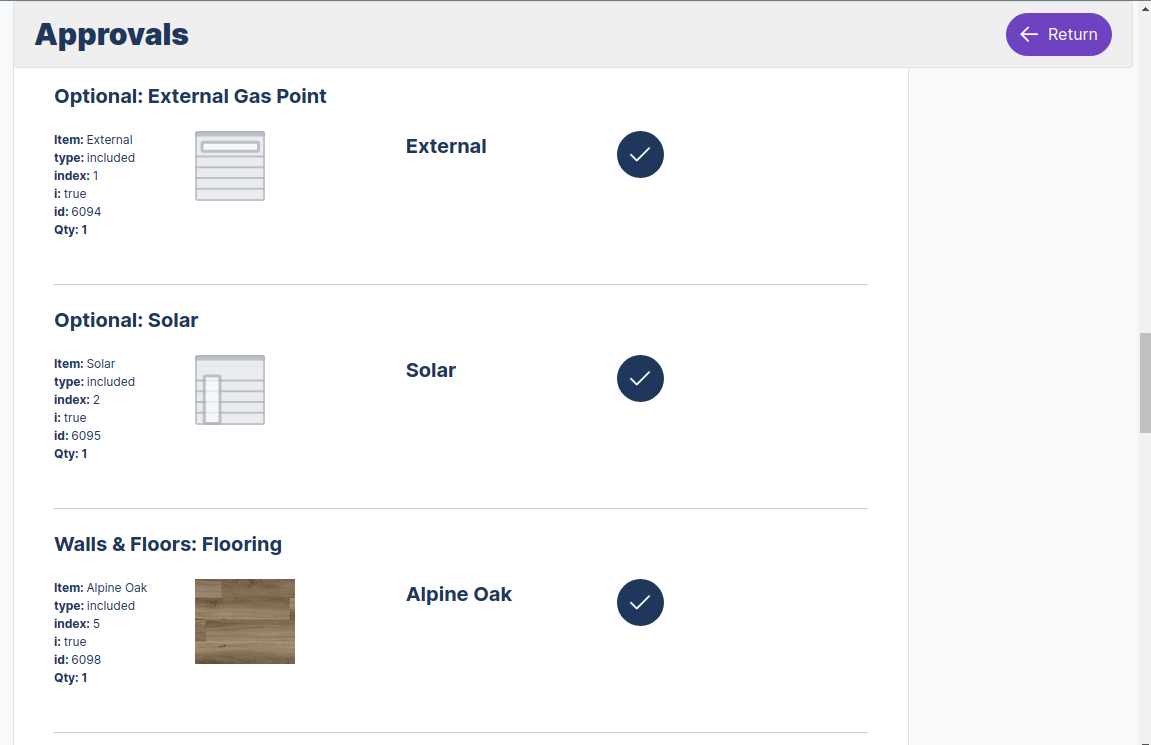 Approvals
Return
Optional: External Gas Point
Item: External
type: included
index: 1
i: true
id: 6094
Qty: 1
External
Optional: Solar
Item: Solar
type: included
index: 2
i: true
id: 6095
Qty: 1
Solar
Walls & Floors: Flooring
Item: Alpine Oak
type: included
index: 5
i: true
id: 6098
Qty: 1
Alpine Oak